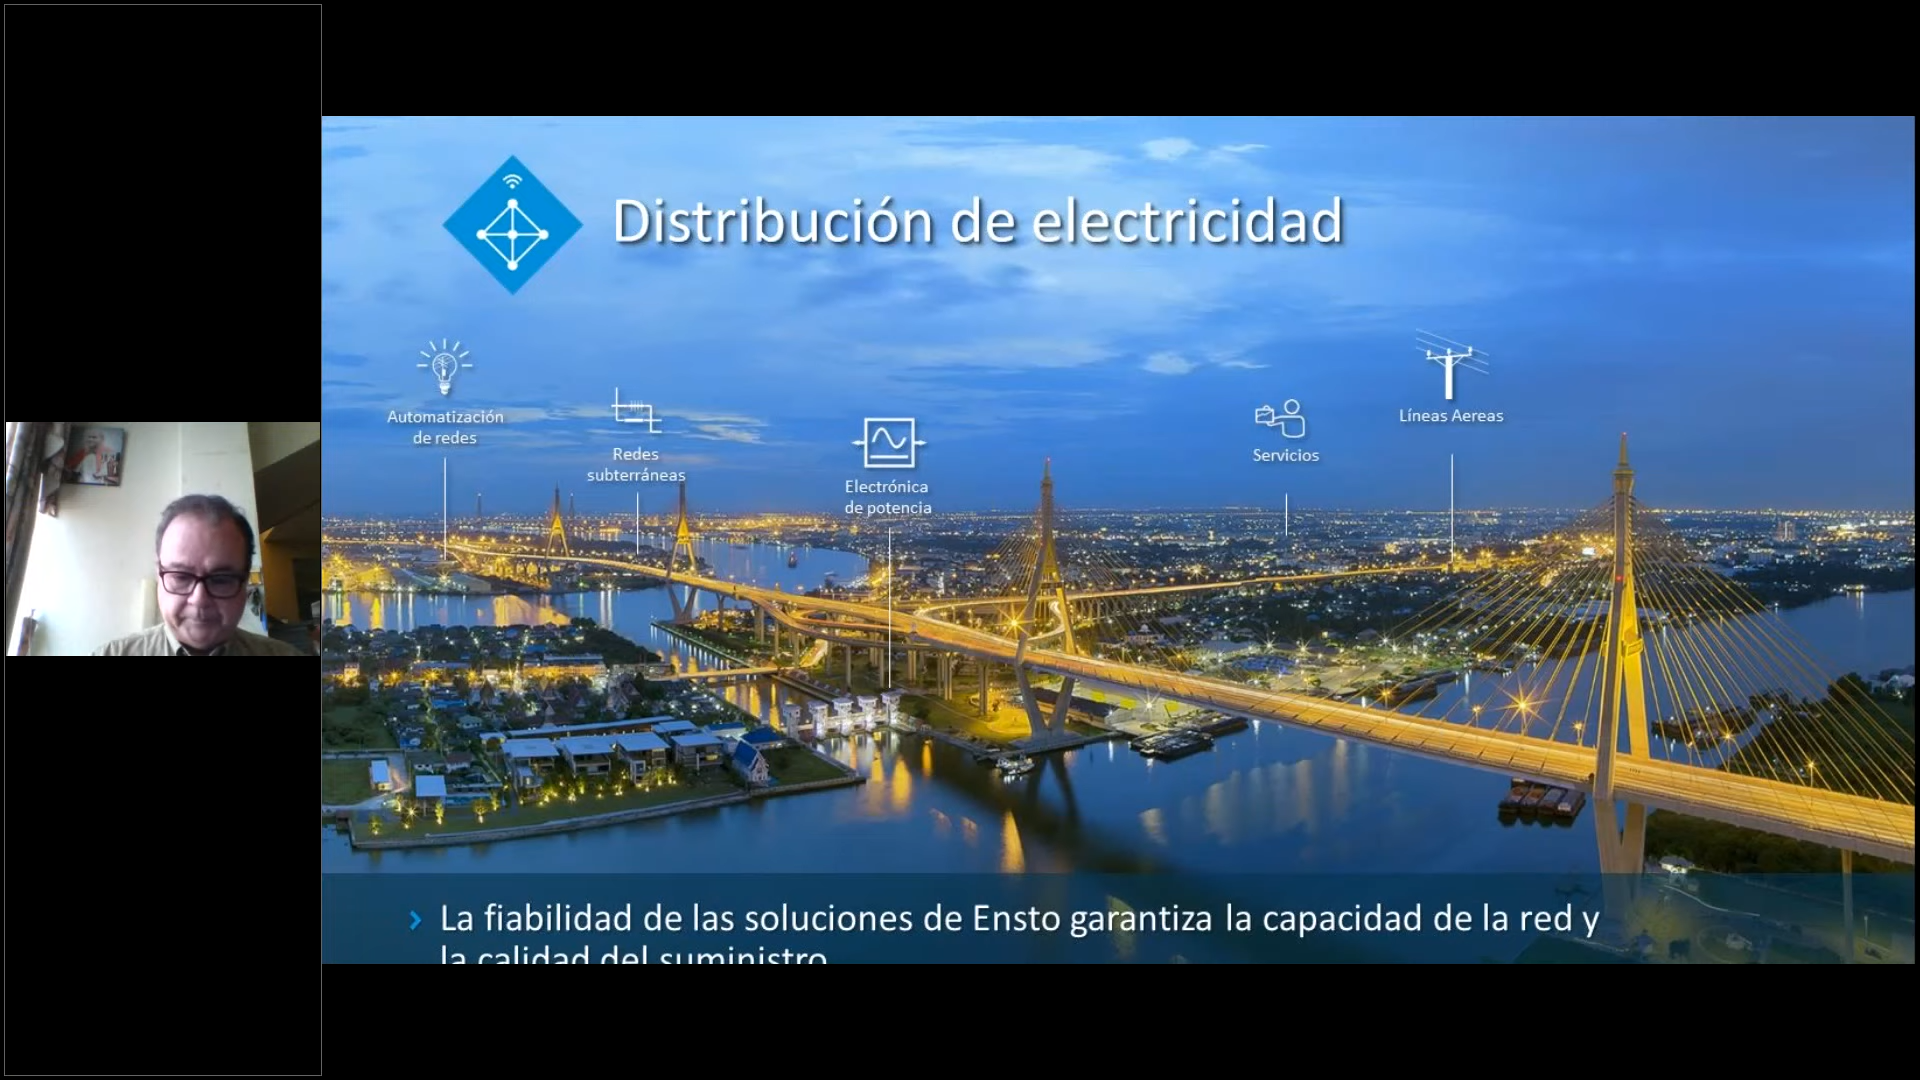 Distribución de electricidad
Automatización
de redes
Redes
subterráneas
Electrónica
de potencia
Servicios
Líneas Aereas
La fiabilidad de las soluciones de Ensto garantiza la capacidad de la red y
la calidad del suministro